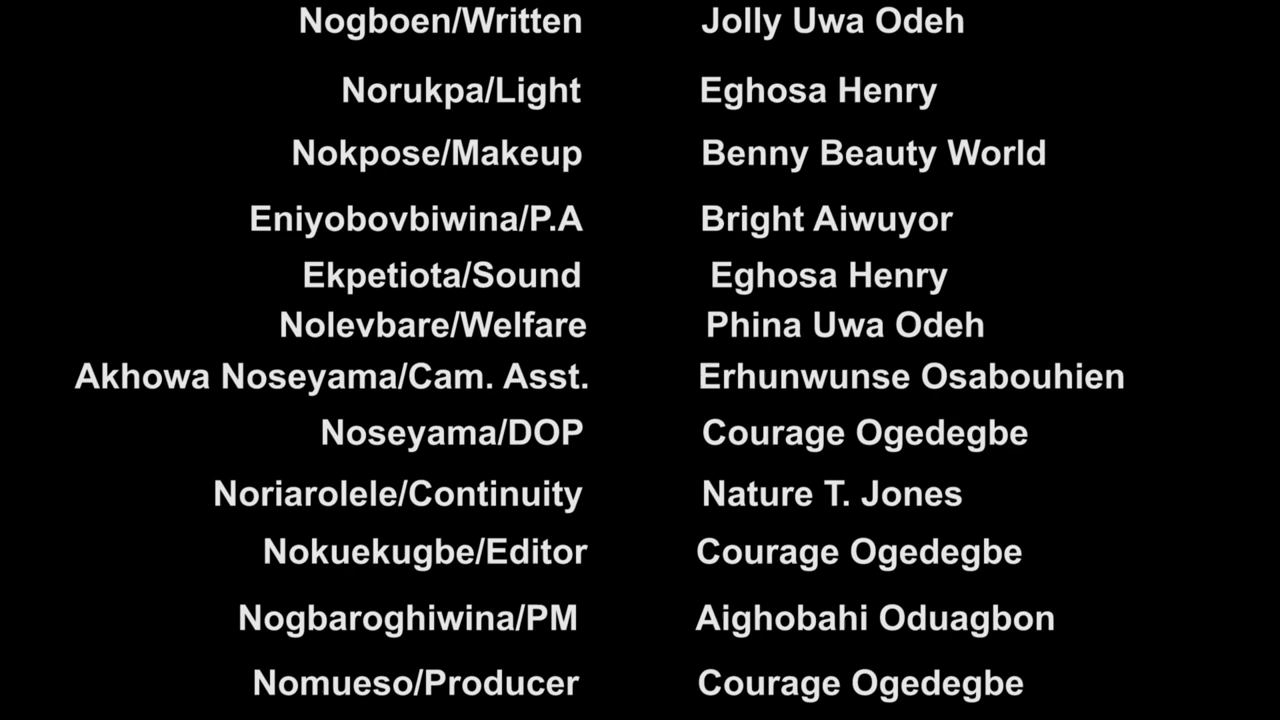 Nogboen/Written Jolly Uwa Odeh
Norukpa/Light Eghosa Henry
Nokpose/Makeup Benny Beauty World
Eniyobovbiwina/P.A Bright Aiwuyor
Ekpetiota/Sound Eghosa Henry
Nolevbare/Welfare Phina Uwa Odeh
Akhowa Noseyama/Cam. Asst. Erhunwunse Osabouhien
Noseyama/DOP Courage Ogedegbe
Noriarolele/Continuity Nature T. Jones
Nokuekugbe/Editor Courage Ogedegbe
Nogbaroghiwina/PM Aighobahi Oduagbon
Nomueso/Producer Courage Ogedegbe